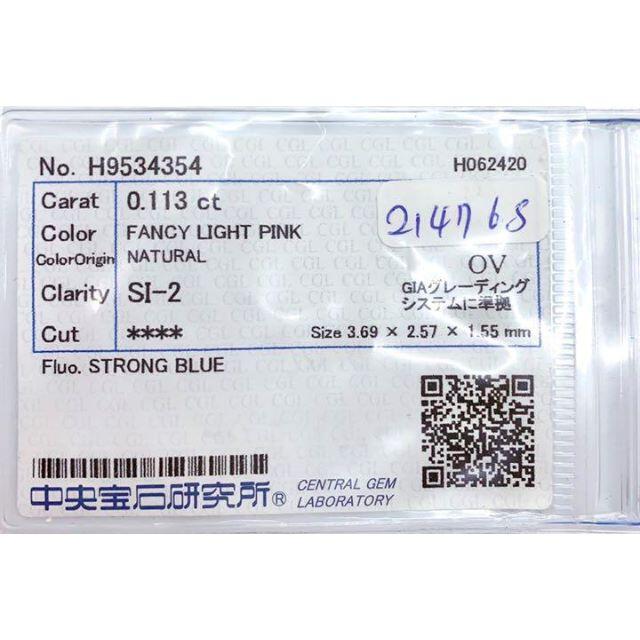 No. H9534354 H062420
Carat 0.113 ct
Color FANCY LIGHT PINK
ColorOrigin NATURAL
OV
Clarity SI-2
GIAグレーディング
システムに準拠
Cut **** Size 3.69 × 2.57 × 1.55 mm
Fluo. STRONG BLUE
中央宝石研究所® CENTRAL GEM
LABORATORY